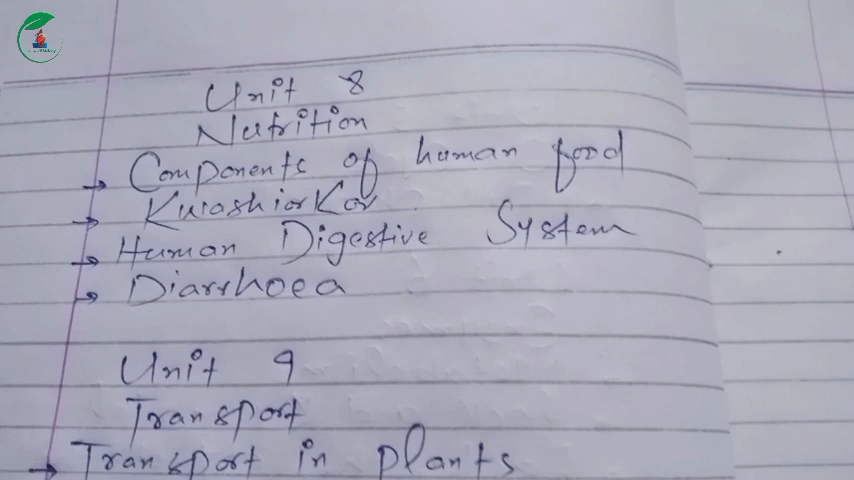 Unit 8
Nutrition
→ Components of human food
→ Kwashiorkor
→ Human Digestive System
→ Diarrhoea
Unit 9
Transport
→ Transport in plants